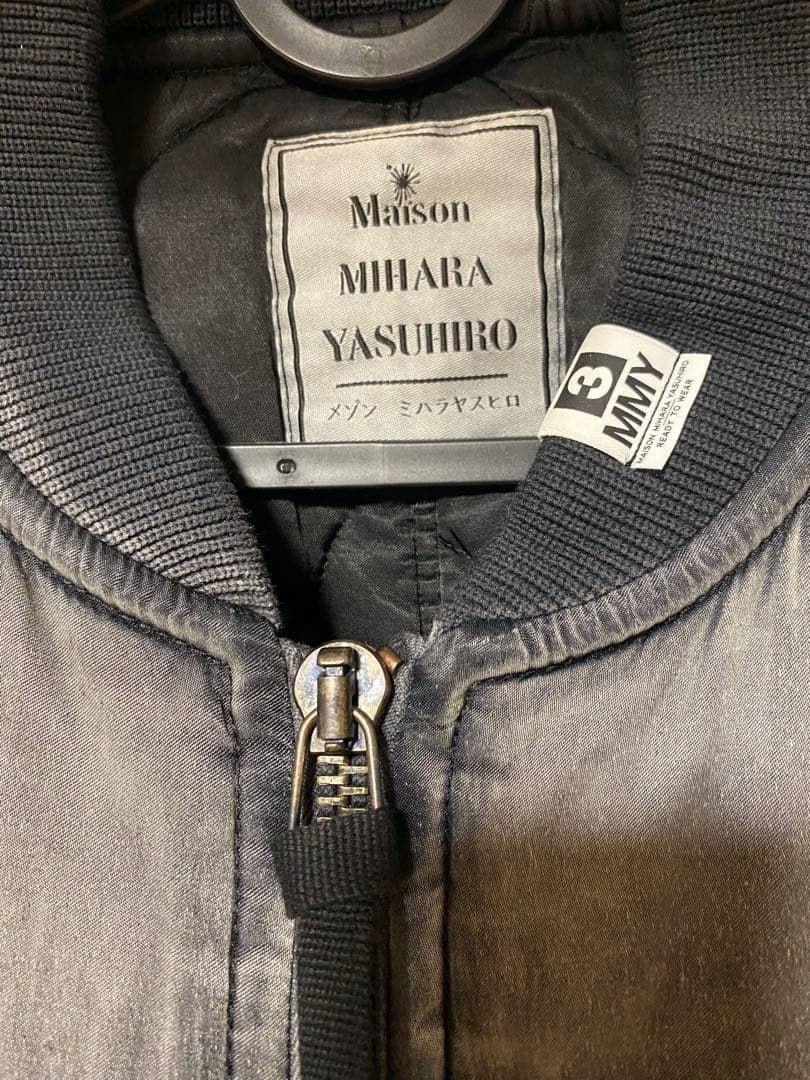 Maison
MIHARA
YASUHIRO
メゾン ミハラヤスヒロ
3
MMY
MAISON MIHARA YASUHIRO
READY TO WEAR